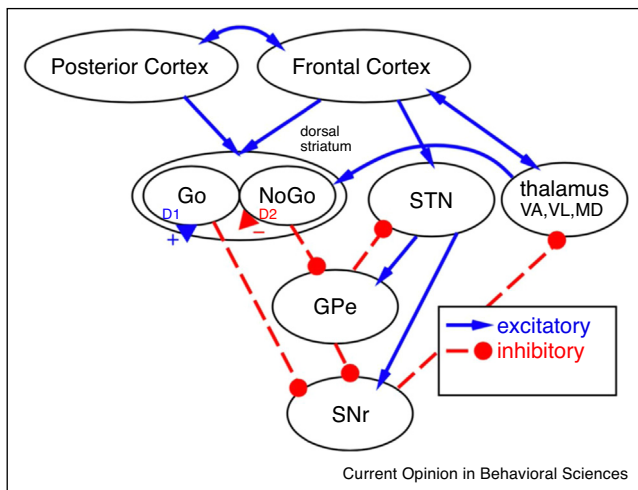 Posterior Cortex
Frontal Cortex
dorsal
striatum
Go
NoGo
D1
D2
+
−
STN
thalamus
VA,VL,MD
GPe
excitatory
inhibitory
SNr
Current Opinion in Behavioral Sciences